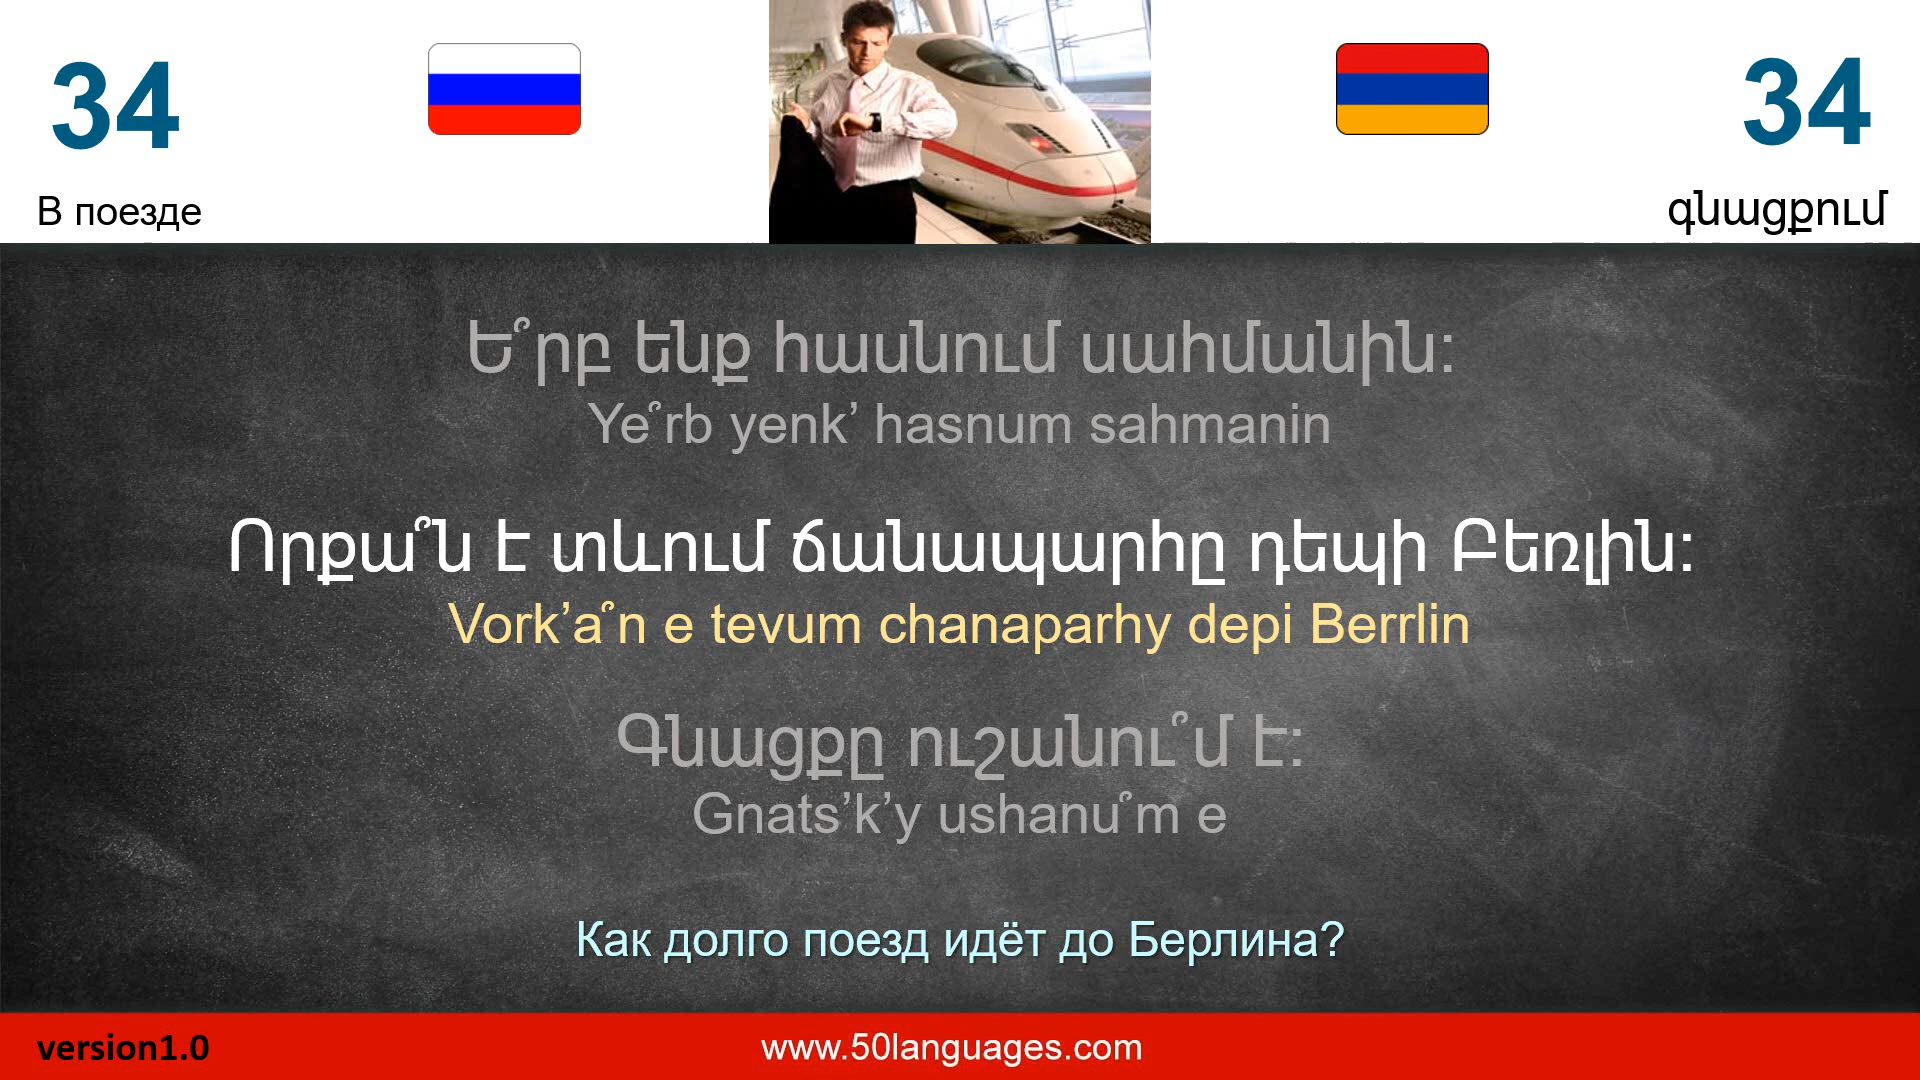 34
34
В поезде
գնացքում
Ե՞րբ ենք հասնում սահմանին:
Ye՞rb yenk’ hasnum sahmanin
Որքա՞ն է տևում ճանապարհը դեպի Բեռլին:
Vork’a՞n e tevum chanaparhy depi Berrlin
Գնացքը ուշանու՞մ է:
Gnats’k’y ushanu՞m e
Как долго поезд идёт до Берлина?
version1.0
www.50languages.com